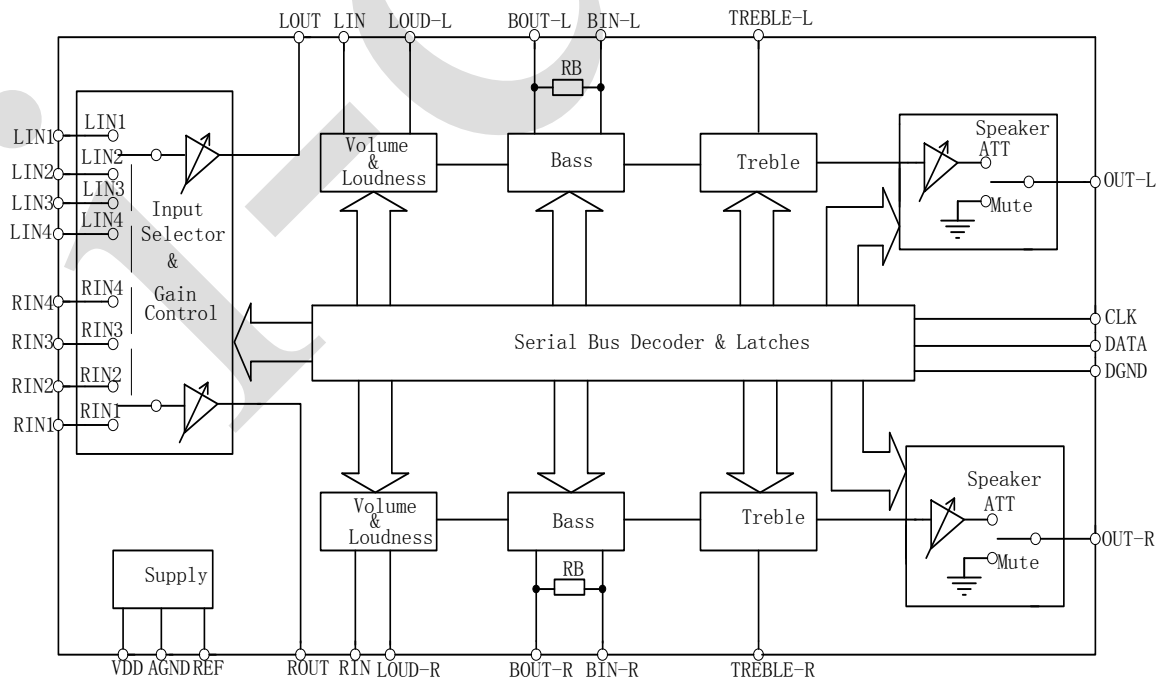 LOUT LIN LOUD-L BOUT-L BIN-L TREBLE-L
RB
LIN1
LIN2
LIN3
LIN4
RIN4
RIN3
RIN2
RIN1
LIN1
LIN2
LIN3
LIN4
Input
Selector
&
Gain
Control
RIN4
RIN3
RIN2
RIN1
Volume
&
Loudness
Bass
Treble
Speaker
ATT
Mute
OUT-L
Serial Bus Decoder & Latches
CLK
DATA
DGND
Volume
&
Loudness
Bass
Treble
Speaker
ATT
Mute
OUT-R
RB
Supply
VDD AGND REF ROUT RIN LOUD-R BOUT-R BIN-R TREBLE-R